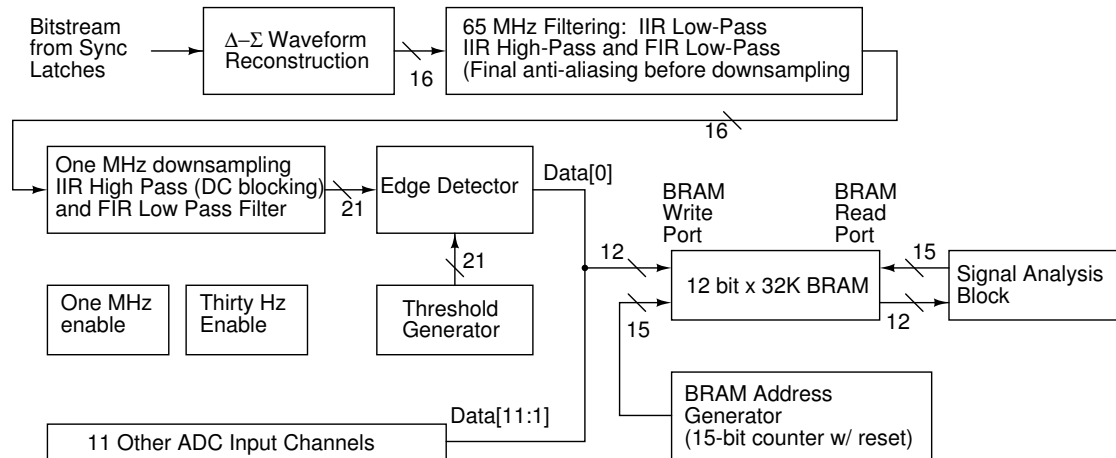 Bitstream
from Sync
Latches
Δ–Σ Waveform
Reconstruction
16
65 MHz Filtering: IIR Low-Pass
IIR High-Pass and FIR Low-Pass
(Final anti-aliasing before downsampling
16
One MHz downsampling
IIR High Pass (DC blocking)
and FIR Low Pass Filter
21
Edge Detector
Data[0]
21
Threshold
Generator
One MHz
enable
Thirty Hz
Enable
12
BRAM
Write
Port
BRAM
Read
Port
12 bit x 32K BRAM
15
15
12
Signal Analysis
Block
BRAM Address
Generator
(15-bit counter w/ reset)
Data[11:1]
11 Other ADC Input Channels